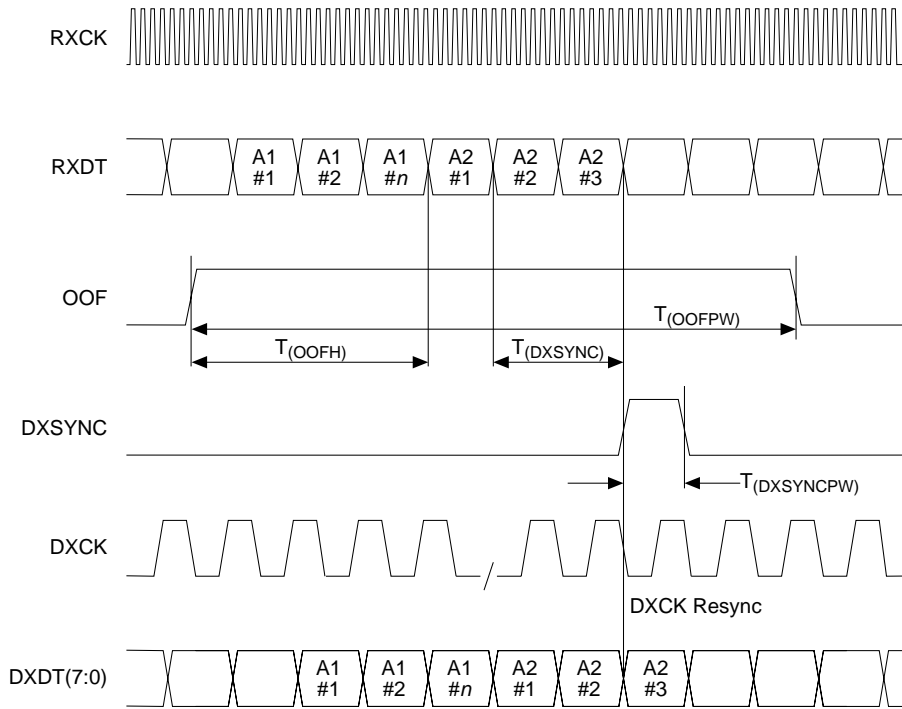 RXCK
RXDT
A1 #1
A1 #2
A1 #n
A2 #1
A2 #2
A2 #3
OOF
T(OOFPW)
T(OOFH)
T(DXSYNC)
DXSYNC
T(DXSYNCPW)
DXCK
DXCK Resync
DXDT(7:0)
A1 #1
A1 #2
A1 #n
A2 #1
A2 #2
A2 #3